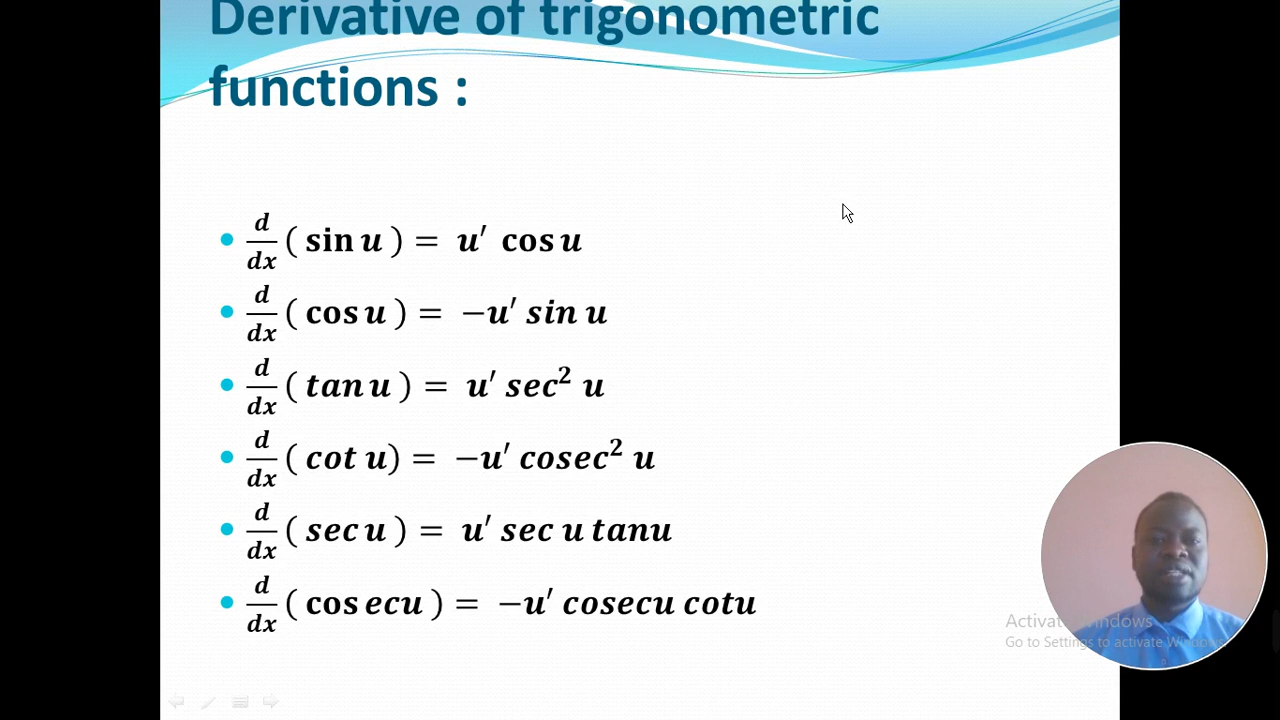 Derivative of trigonometric
functions :
• d/dx ( sin u ) = u′ cos u
• d/dx ( cos u ) = −u′ sin u
• d/dx ( tan u ) = u′ sec² u
• d/dx ( cot u) = −u′ cosec² u
• d/dx ( sec u ) = u′ sec u tanu
• d/dx ( cos ecu ) = −u′ cosecu cotu
Activate Windows
Go to Settings to activate Windows.